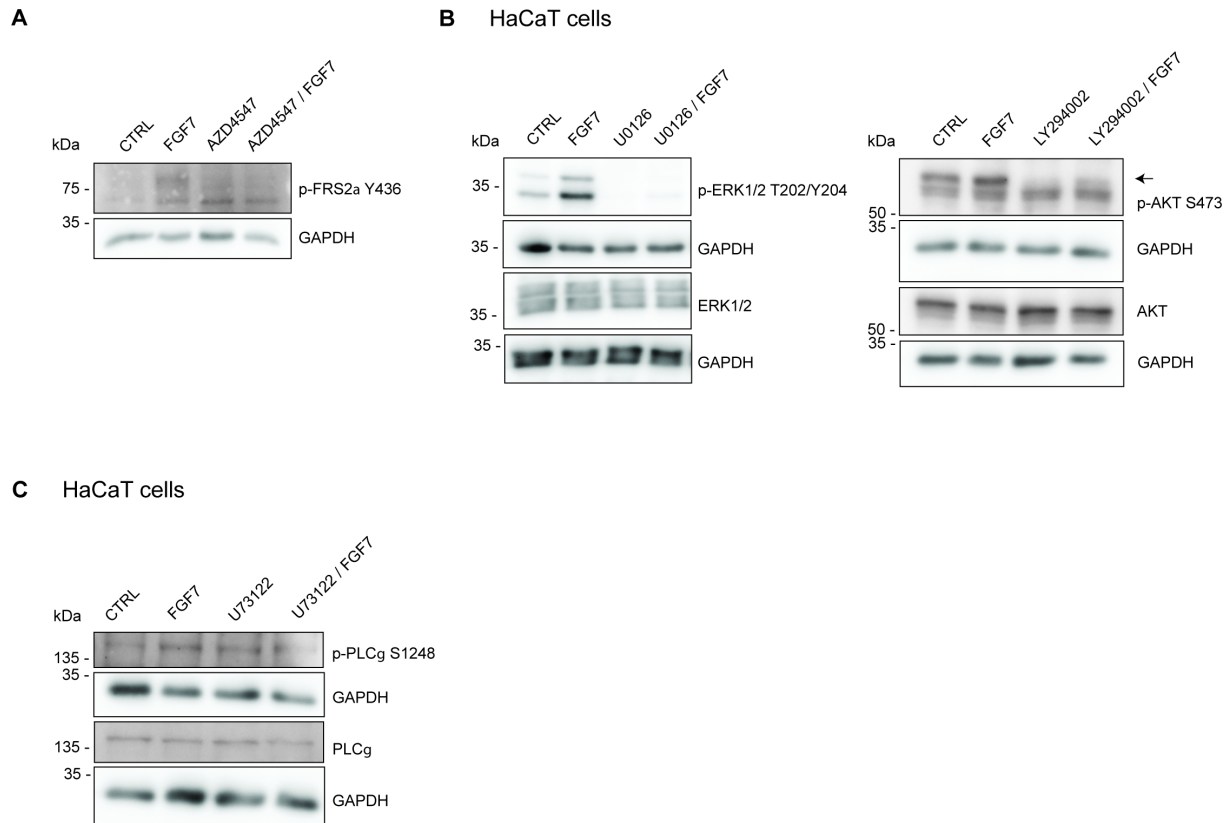 A
CTRL
FGF7
AZD4547
AZD4547 / FGF7
kDa
75 -
p-FRS2a Y436
35 -
GAPDH
B HaCaT cells
CTRL
FGF7
U0126
U0126 / FGF7
kDa
35 -
p-ERK1/2 T202/Y204
35 -
GAPDH
35 -
ERK1/2
35 -
GAPDH
CTRL
FGF7
LY294002
LY294002 / FGF7
kDa
p-AKT S473
50 -
35 -
GAPDH
AKT
50 -
35 -
GAPDH
C HaCaT cells
CTRL
FGF7
U73122
U73122 / FGF7
kDa
135 -
p-PLCg S1248
35 -
GAPDH
135 -
PLCg
35 -
GAPDH